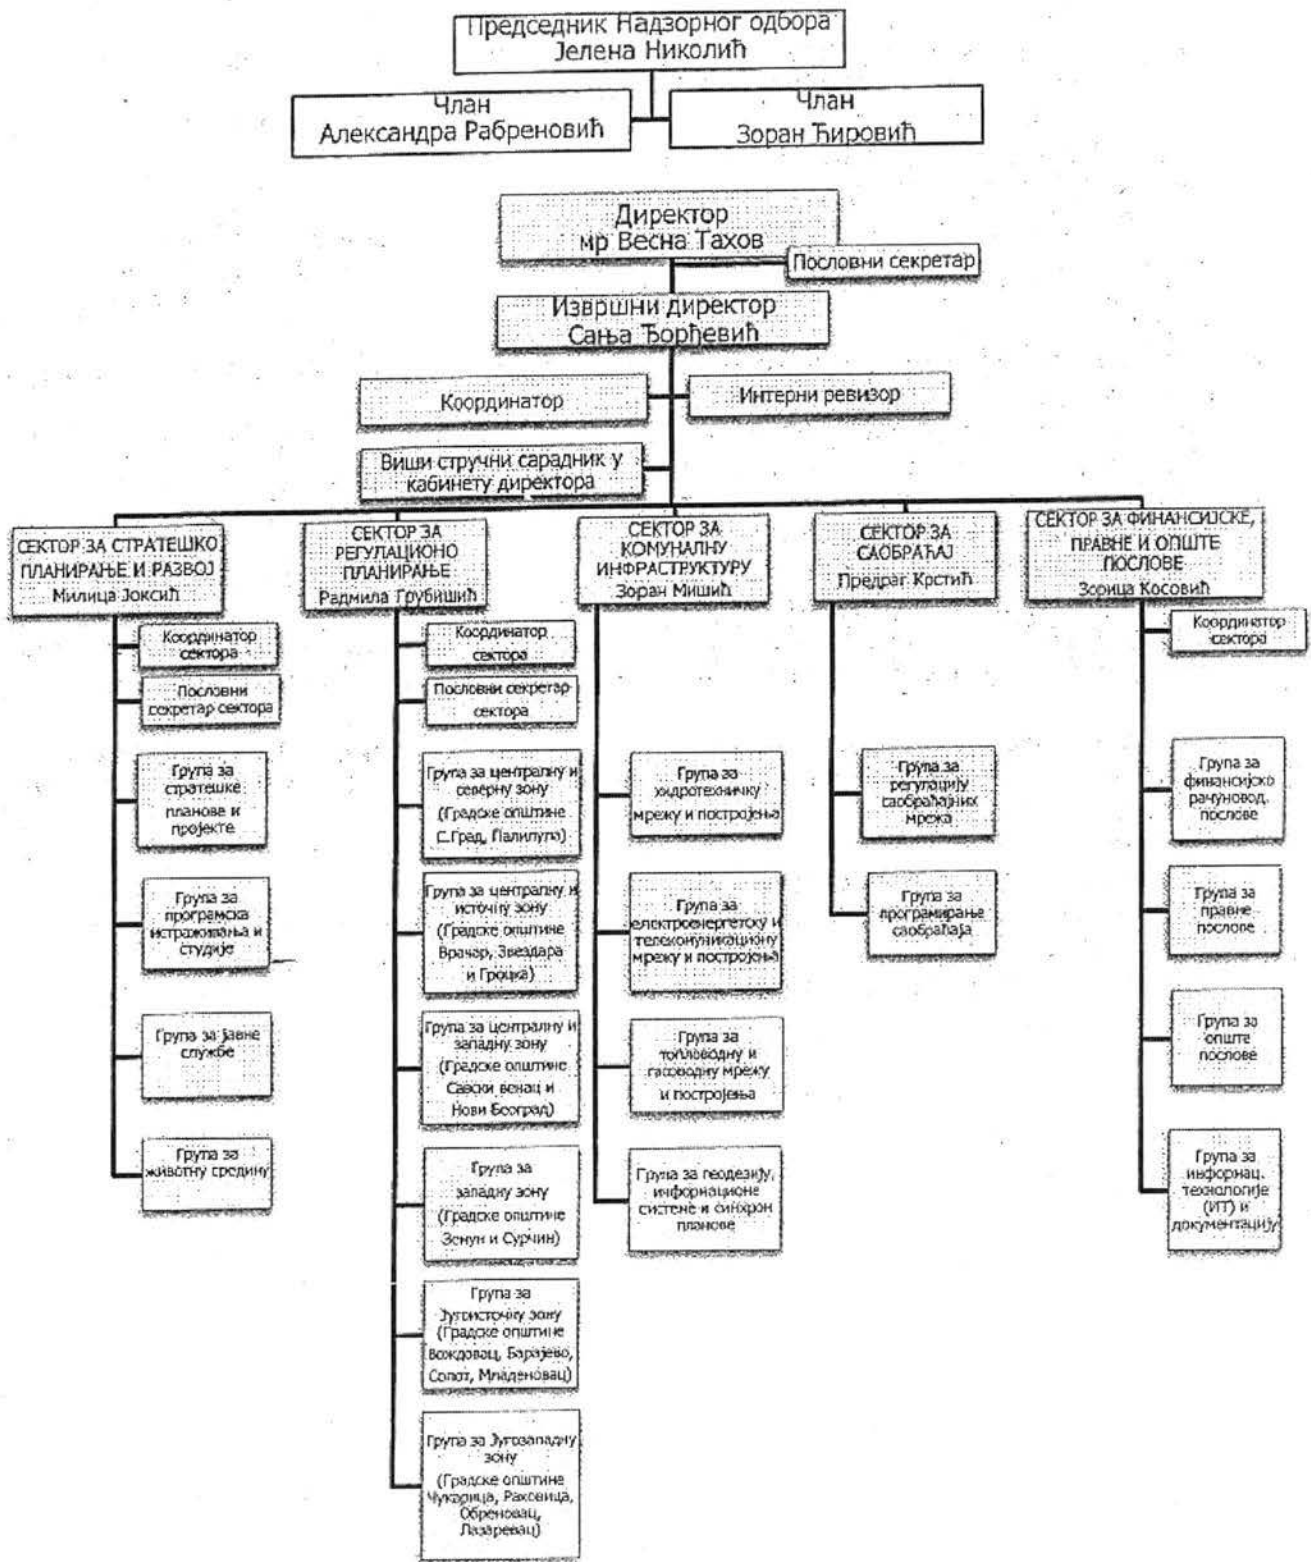 Председник Надзорног одбора
Јелена Николић
Члан
Александра Рабреновић
Члан
Зоран Ћировић
Директор
мр Весна Тахов
Пословни секретар
Извршни директор
Сања Ђорђевић
Координатор
Интерни ревизор
Виши стручни сарадник у
кабинету директора
СЕКТОР ЗА СТРАТЕШКО
ПЛАНИРАЊЕ И РАЗВОЈ
Милица Јоксић
Координатор
сектора
Пословни
секретар сектора
Група за
стратешке
планове и
пројекте
Група за
програмска
истраживања и
студије
Група за јавне
службе
Група за
животну средину
СЕКТОР ЗА
РЕГУЛАЦИОНО
ПЛАНИРАЊЕ
Радмила Грубишић
Координатор
сектора
Пословни секретар
сектора
Група за централну и
северну зону
(Градске општине
С.Град, Палилула)
Група за централну и
источну зону
(Градске општине
Врачар, Звездара
и Гроцка)
Група за централну и
западну зону
(Градске општине
Савски венац и
Нови Београд)
Група за
западну зону
(Градске општине
Земун и Сурчин)
Група за
југоисточну зону
(Градске општине
Вождовац, Барајево,
Сопот, Младеновац)
Група за југозападну
зону
(Градске општине
Чукарица, Раковица,
Обреновац,
Лазаревац)
СЕКТОР ЗА
КОМУНАЛНУ
ИНФРАСТРУКТУРУ
Зоран Мишић
Група за
хидротехничку
мрежу и постројења
Група за
електроенергетску и
телекомуникациону
мрежу и постројења
Група за
топловодну и
гасоводну мрежу
и постројења
Група за геодезију,
информационе
системе и синхрон
планове
СЕКТОР ЗА
САОБРАЋАЈ
Предраг Крстић
Група за
регулацију
саобраћајних
мрежа
Група за
програмирање
саобраћаја
СЕКТОР ЗА ФИНАНСИЈСКЕ,
ПРАВНЕ И ОПШТЕ
ПОСЛОВЕ
Зорица Косовић
Координатор
сектора
Група за
финансијско
рачуновод.
послове
Група за
правне
послове
Група за
опште
послове
Група за
информац.
технологије
(ИТ) и
документацију